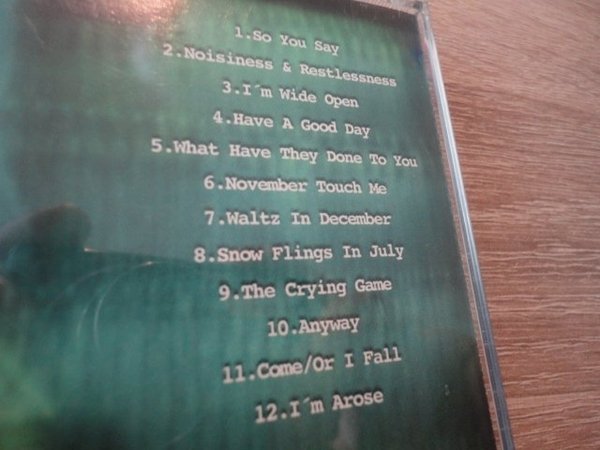 1.So You Say
2.Noisiness & Restlessness
3.I´m Wide Open
4.Have A Good Day
5.What Have They Done To You
6.November Touch Me
7.Waltz In December
8.Snow Flings In July
9.The Crying Game
10.Anyway
11.Come/Or I Fall
12.I´m Arose